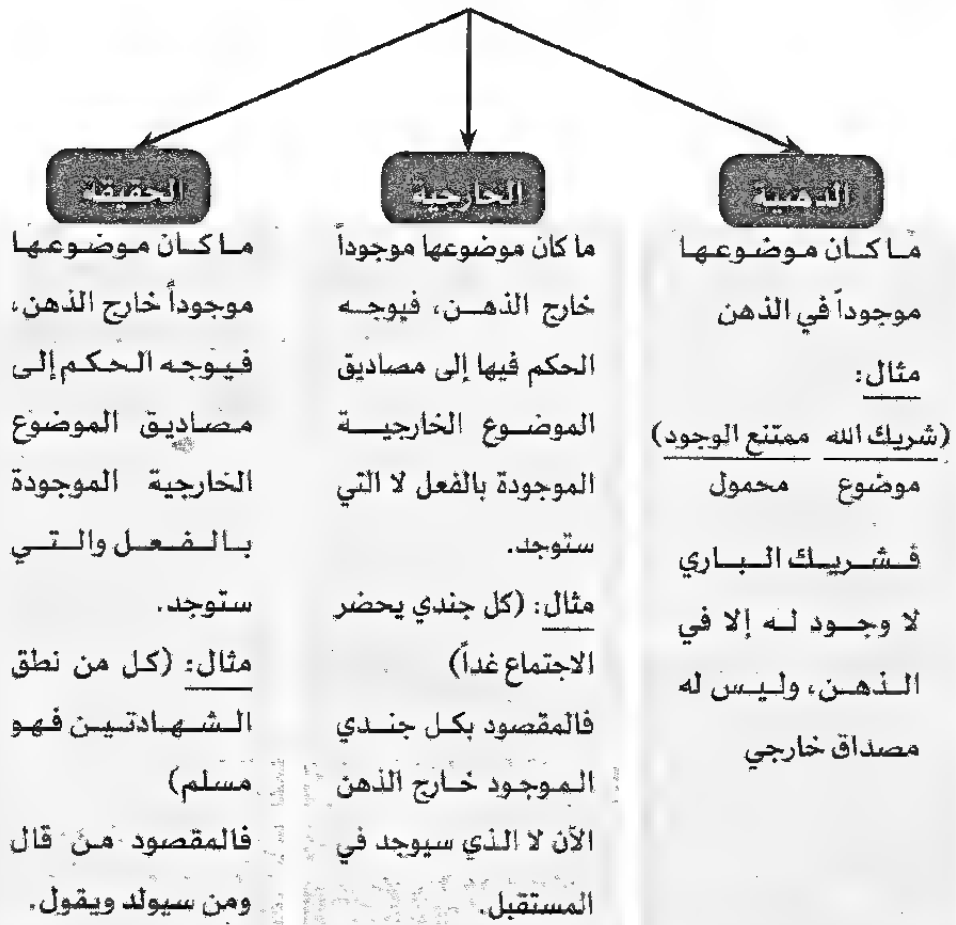 الذهنية
ما كان موضوعها
موجوداً في الذهن
مثال:
(شريك الله ممتنع الوجود)
موضوع محمول
فشريك الباري
لا وجود له إلا في
الذهن، وليس له
مصداق خارجي
الخارجية
ما كان موضوعها موجوداً
خارج الذهن، فيوجه
الحكم فيها إلى مصاديق
الموضوع الخارجية
الموجودة بالفعل لا التي
ستوجد.
مثال: (كل جندي يحضر
الاجتماع غداً)
فالمقصود بكل جندي
الموجود خارج الذهن
الآن لا الذي سيوجد في
المستقبل.
الحقيقية
ما كان موضوعها
موجوداً خارج الذهن،
فيوجه الحكم إلى
مصاديق الموضوع
الخارجية الموجودة
بالفعل والتي
ستوجد.
مثال: (كل من نطق
الشهادتين فهو
مسلم)
فالمقصود من قال
ومن سيولد ويقول.